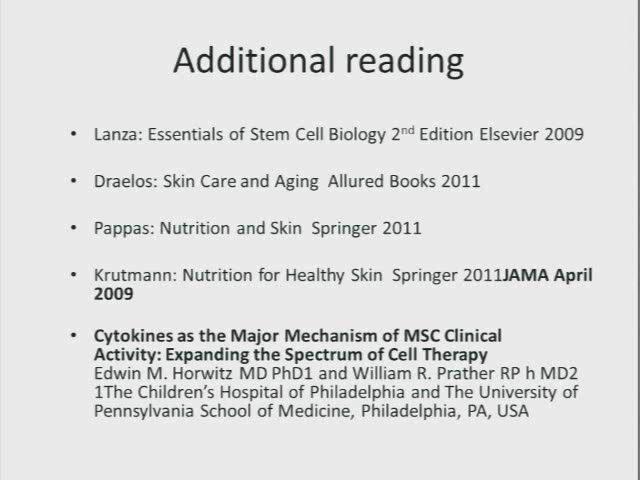 Additional reading
• Lanza: Essentials of Stem Cell Biology 2nd Edition Elsevier 2009
• Draelos: Skin Care and Aging Allured Books 2011
• Pappas: Nutrition and Skin Springer 2011
• Krutmann: Nutrition for Healthy Skin Springer 2011JAMA April
2009
• Cytokines as the Major Mechanism of MSC Clinical
Activity: Expanding the Spectrum of Cell Therapy
Edwin M. Horwitz MD PhD1 and William R. Prather RP h MD2
1The Children's Hospital of Philadelphia and The University of
Pennsylvania School of Medicine, Philadelphia, PA, USA